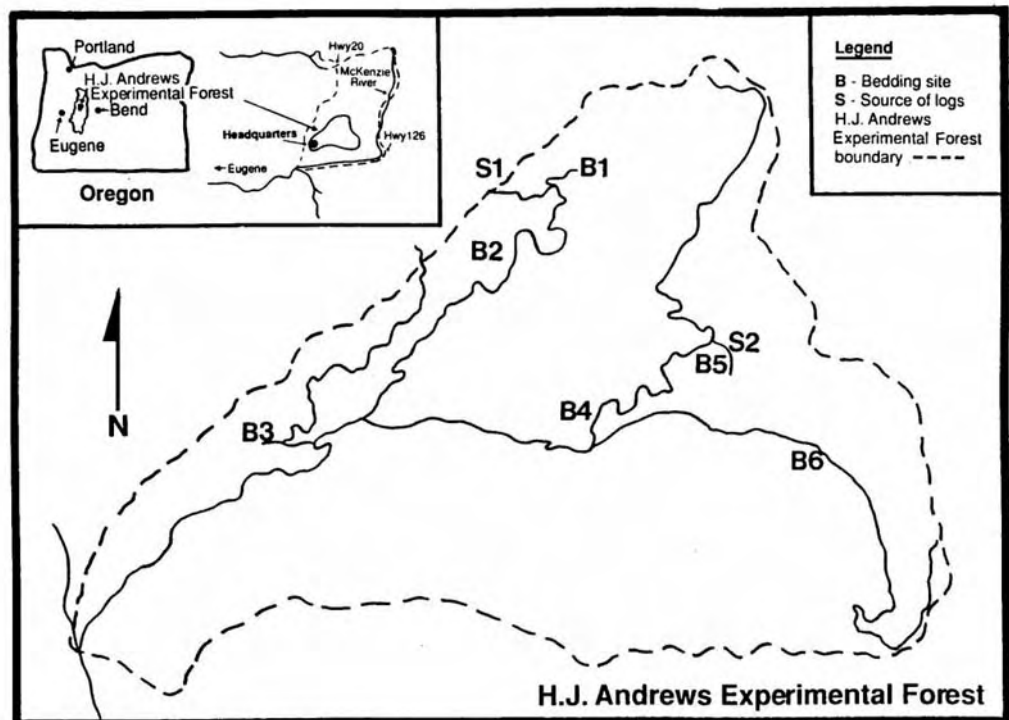 Portland
H.J. Andrews
Experimental Forest
Bend
Eugene
Oregon
Hwy20
McKenzie
River
Headquarters
Hwy126
Eugene
Legend
B - Bedding site
S - Source of logs
H.J. Andrews
Experimental Forest
boundary
S1
B1
B2
S2
B5
B4
B3
B6
N
H.J. Andrews Experimental Forest